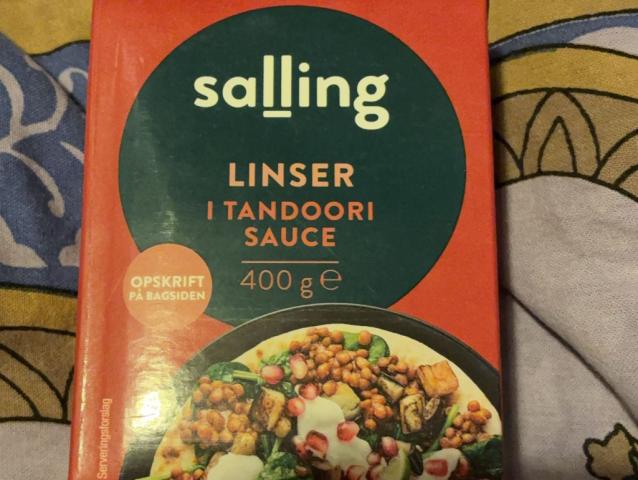 salling
LINSER
I TANDOORI
SAUCE
400 g ℮
OPSKRIFT
PÅ BAGSIDEN
Serveringsforslag